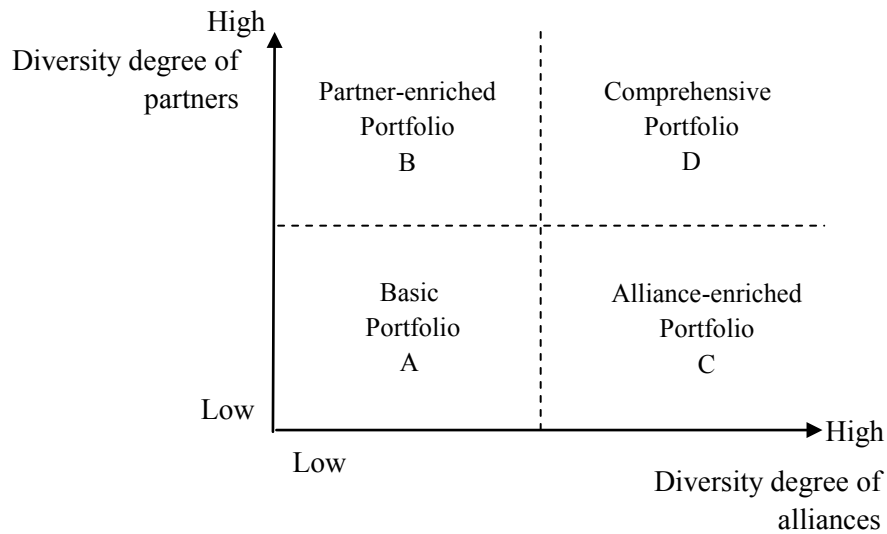 High
Diversity degree of
partners
Partner-enriched
Portfolio
B
Comprehensive
Portfolio
D
Basic
Portfolio
A
Alliance-enriched
Portfolio
C
Low
Low
High
Diversity degree of
alliances